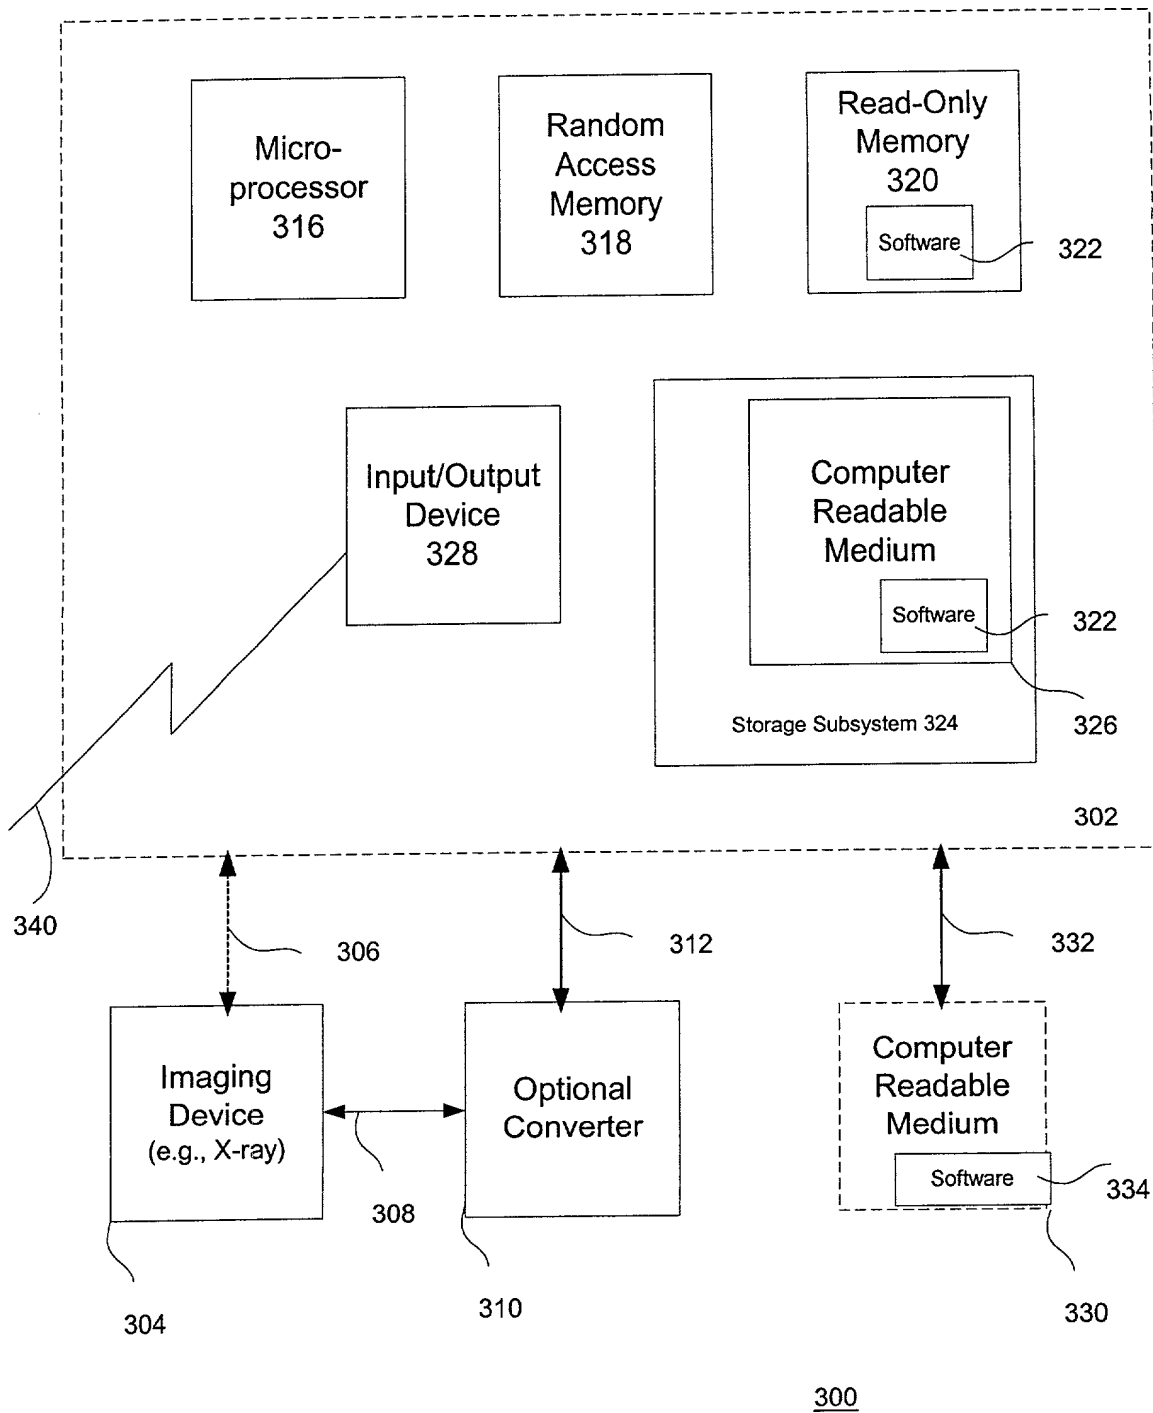 Micro-
processor
316
Random
Access
Memory
318
Read-Only
Memory
320
Software
322
Input/Output
Device
328
Computer
Readable
Medium
Software
322
Storage Subsystem 324
326
302
340
306
312
332
Imaging
Device
(e.g., X-ray)
Optional
Converter
Computer
Readable
Medium
Software
334
308
304
310
330
300